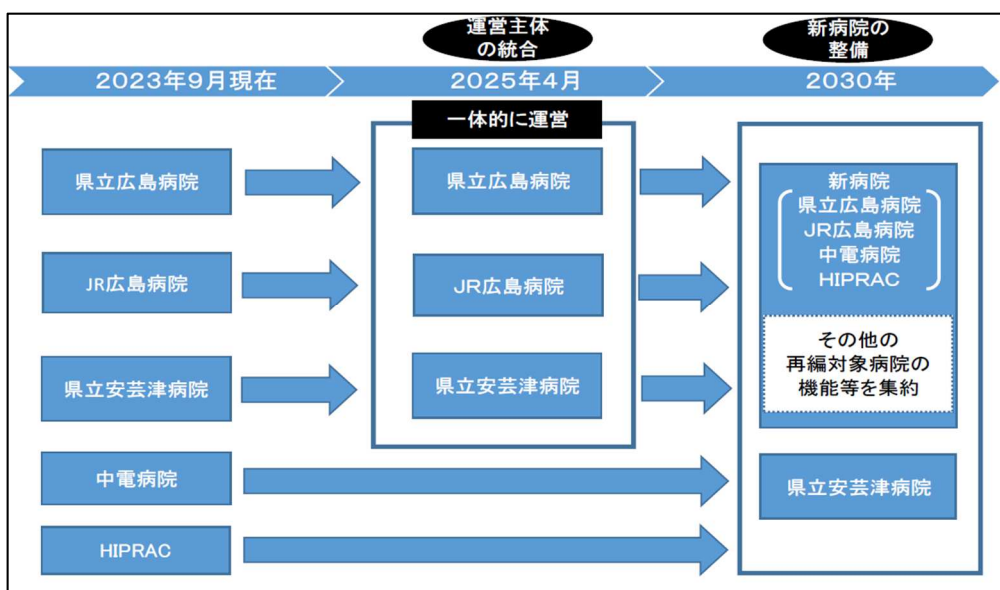 運営主体
の統合
新病院の
整備
2023年9月現在
2025年4月
2030年
一体的に運営
県立広島病院
県立広島病院
新病院
県立広島病院
JR広島病院
中電病院
HIPRAC
JR広島病院
JR広島病院
その他の
再編対象病院の
機能等を集約
県立安芸津病院
県立安芸津病院
中電病院
県立安芸津病院
HIPRAC